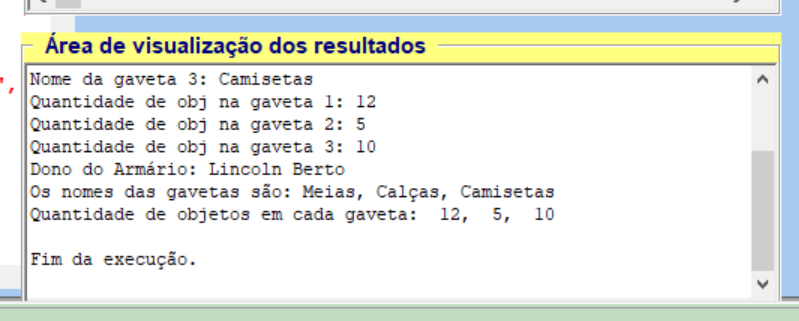 Área de visualização dos resultados
",
Nome da gaveta 3: Camisetas
Quantidade de obj na gaveta 1: 12
Quantidade de obj na gaveta 2: 5
Quantidade de obj na gaveta 3: 10
Dono do Armário: Lincoln Berto
Os nomes das gavetas são: Meias, Calças, Camisetas
Quantidade de objetos em cada gaveta:  12,  5,  10
Fim da execução.